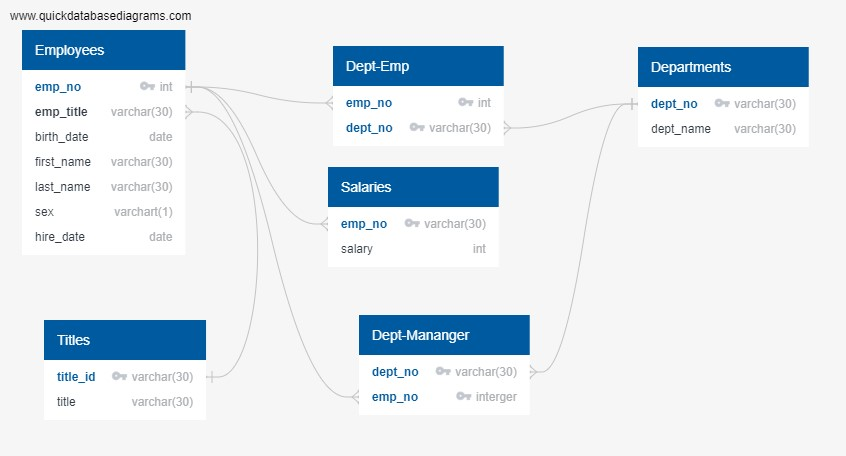 www.quickdatabasediagrams.com
Employees
emp_no int
emp_title varchar(30)
birth_date date
first_name varchar(30)
last_name varchar(30)
sex varchart(1)
hire_date date
Dept-Emp
emp_no int
dept_no varchar(30)
Departments
dept_no varchar(30)
dept_name varchar(30)
Salaries
emp_no varchar(30)
salary int
Titles
title_id varchar(30)
title varchar(30)
Dept-Mananger
dept_no varchar(30)
emp_no interger